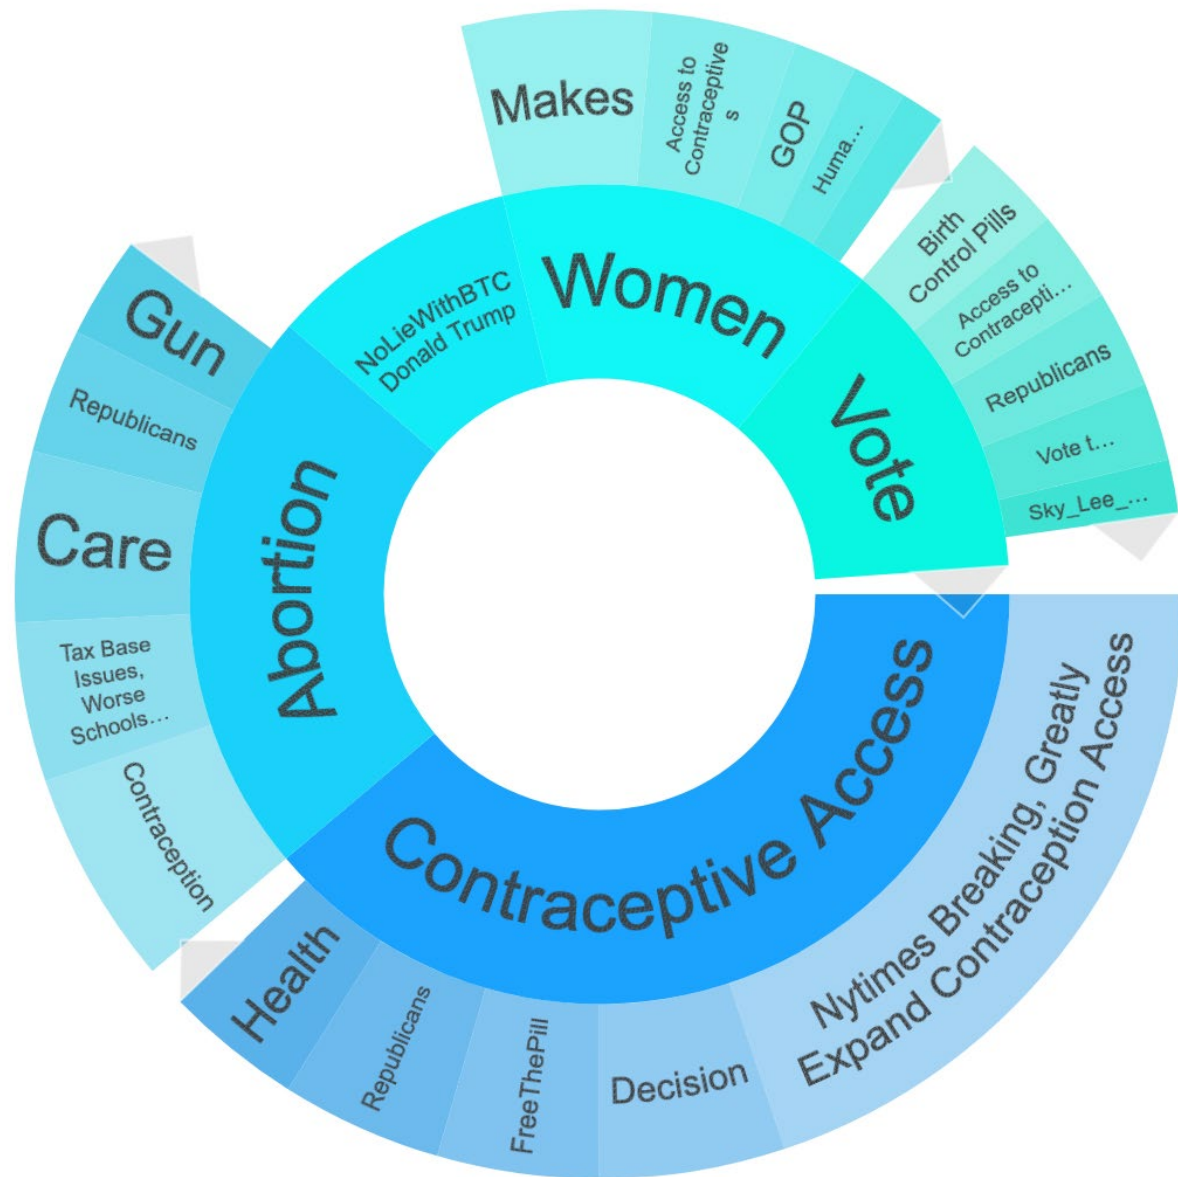 Makes
Access to
Contraceptive
s
GOP
Huma...
Women
NoLieWithBTC
Donald Trump
Vote
Birth
Control Pills
Access to
Contracepti...
Republicans
Vote t...
Sky_Lee_...
Gun
Republicans
Care
Tax Base
Issues,
Worse
Schools...
Contraception
Abortion
Contraceptive Access
Health
Republicans
FreeThePill
Decision
Nytimes Breaking, Greatly
Expand Contraception Access